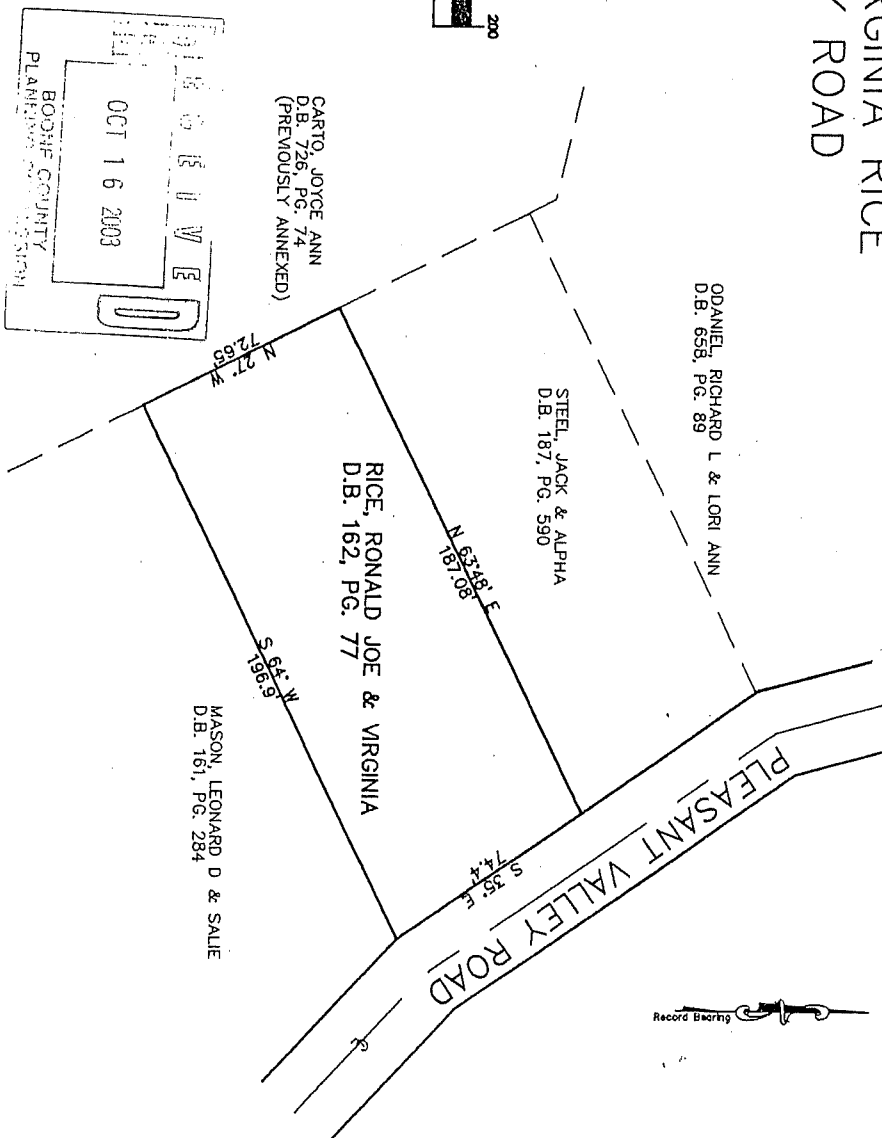 RGINIA RICE
Y ROAD
200
ODANIEL, RICHARD L & LORI ANN
D.B. 658, PG. 89
STEEL, JACK & ALPHA
D.B. 187, PG. 590
CARTO, JOYCE ANN
D.B. 726, PG. 74
(PREVIOUSLY ANNEXED)
N 63°48' E
187.08'
RICE, RONALD JOE & VIRGINIA
D.B. 162, PG. 77
N 27° W
72.65'
S 35° E
74.4'
S 64° W
196.9'
MASON, LEONARD D & SALIE
D.B. 161, PG. 284
PLEASANT VALLEY ROAD
Record Bearing
RECEIVED
OCT 16 2003
BOONE COUNTY
PLANNING COMMISSION